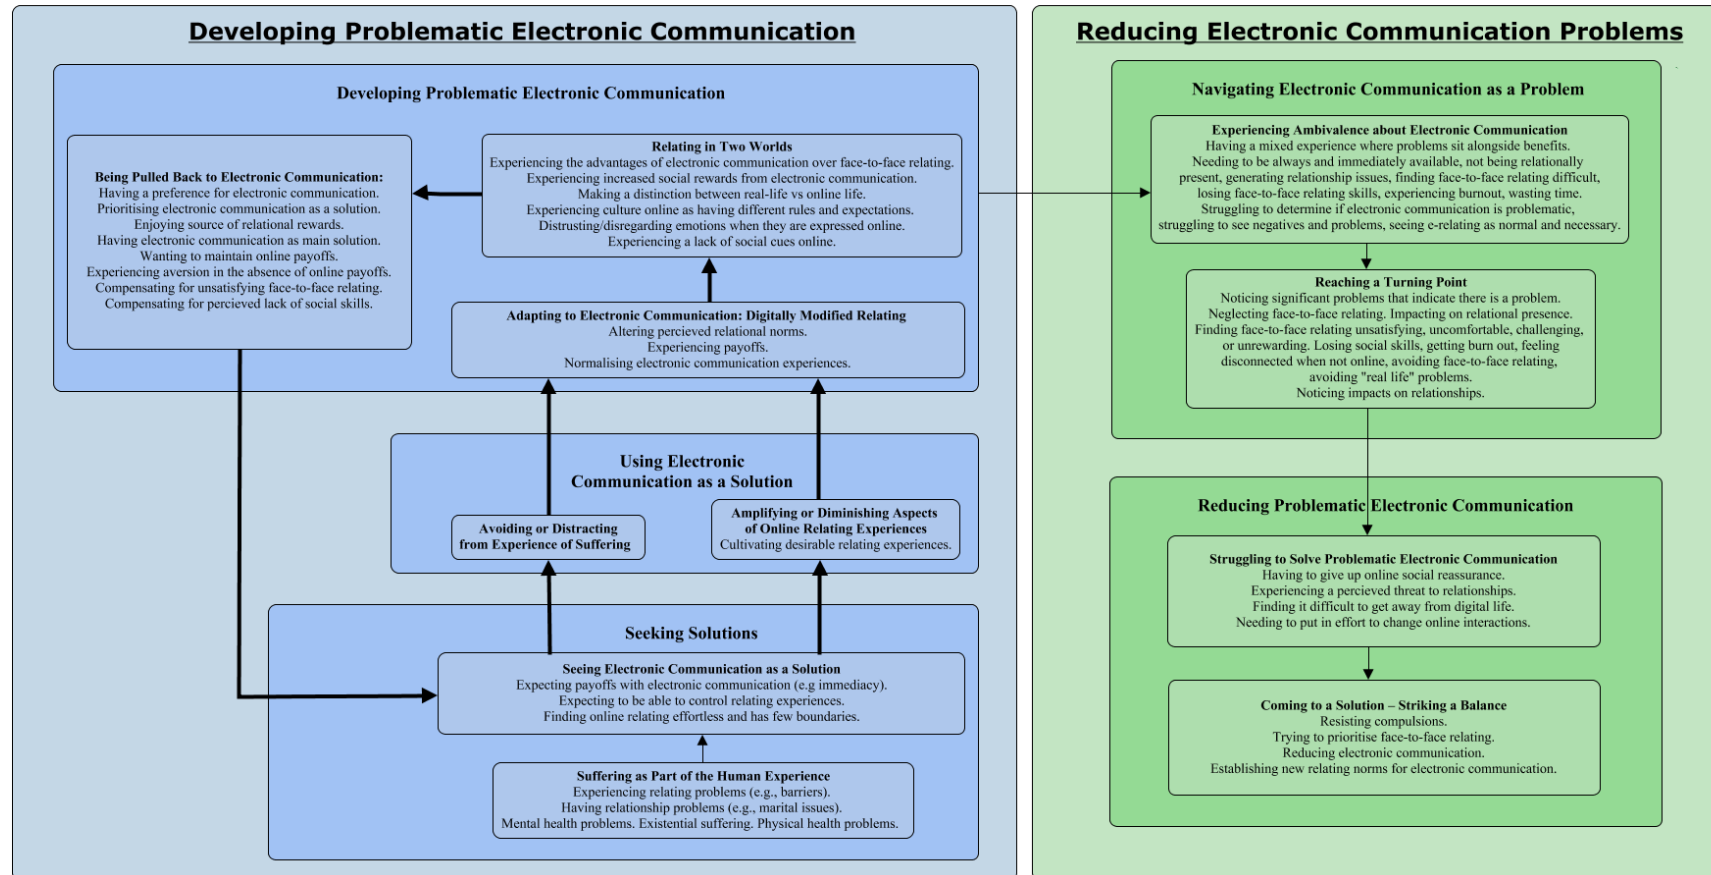 Developing Problematic Electronic Communication
Developing Problematic Electronic Communication
Being Pulled Back to Electronic Communication:
Having a preference for electronic communication.
Prioritising electronic communication as a solution.
Enjoying source of relational rewards.
Having electronic communication as main solution.
Wanting to maintain online payoffs.
Experiencing aversion in the absence of online payoffs.
Compensating for unsatisfying face-to-face relating.
Compensating for percieved lack of social skills.
Relating in Two Worlds
Experiencing the advantages of electronic communication over face-to-face relating.
Experiencing increased social rewards from electronic communication.
Making a distinction between real-life vs online life.
Experiencing culture online as having different rules and expectations.
Distrusting/disregarding emotions when they are expressed online.
Experiencing a lack of social cues online.
Adapting to Electronic Communication: Digitally Modified Relating
Altering percieved relational norms.
Experiencing payoffs.
Normalising electronic communication experiences.
Using Electronic
Communication as a Solution
Avoiding or Distracting
from Experience of Suffering
Amplifying or Diminishing Aspects
of Online Relating Experiences
Cultivating desirable relating experiences.
Seeking Solutions
Seeing Electronic Communication as a Solution
Expecting payoffs with electronic communication (e.g immediacy).
Expecting to be able to control relating experiences.
Finding online relating effortless and has few boundaries.
Suffering as Part of the Human Experience
Experiencing relating problems (e.g., barriers).
Having relationship problems (e.g., marital issues).
Mental health problems. Existential suffering. Physical health problems.
Reducing Electronic Communication Problems
Navigating Electronic Communication as a Problem
Experiencing Ambivalence about Electronic Communication
Having a mixed experience where problems sit alongside benefits.
Needing to be always and immediately available, not being relationally
present, generating relationship issues, finding face-to-face relating difficult,
losing face-to-face relating skills, experiencing burnout, wasting time.
Struggling to determine if electronic communication is problematic,
struggling to see negatives and problems, seeing e-relating as normal and necessary.
Reaching a Turning Point
Noticing significant problems that indicate there is a problem.
Neglecting face-to-face relating. Impacting on relational presence.
Finding face-to-face relating unsatisfying, uncomfortable, challenging,
or unrewarding. Losing social skills, getting burn out, feeling
disconnected when not online, avoiding face-to-face relating,
avoiding "real life" problems.
Noticing impacts on relationships.
Reducing Problematic Electronic Communication
Struggling to Solve Problematic Electronic Communication
Having to give up online social reassurance.
Experiencing a percieved threat to relationships.
Finding it difficult to get away from digital life.
Needing to put in effort to change online interactions.
Coming to a Solution – Striking a Balance
Resisting compulsions.
Trying to prioritise face-to-face relating.
Reducing electronic communication.
Establishing new relating norms for electronic communication.